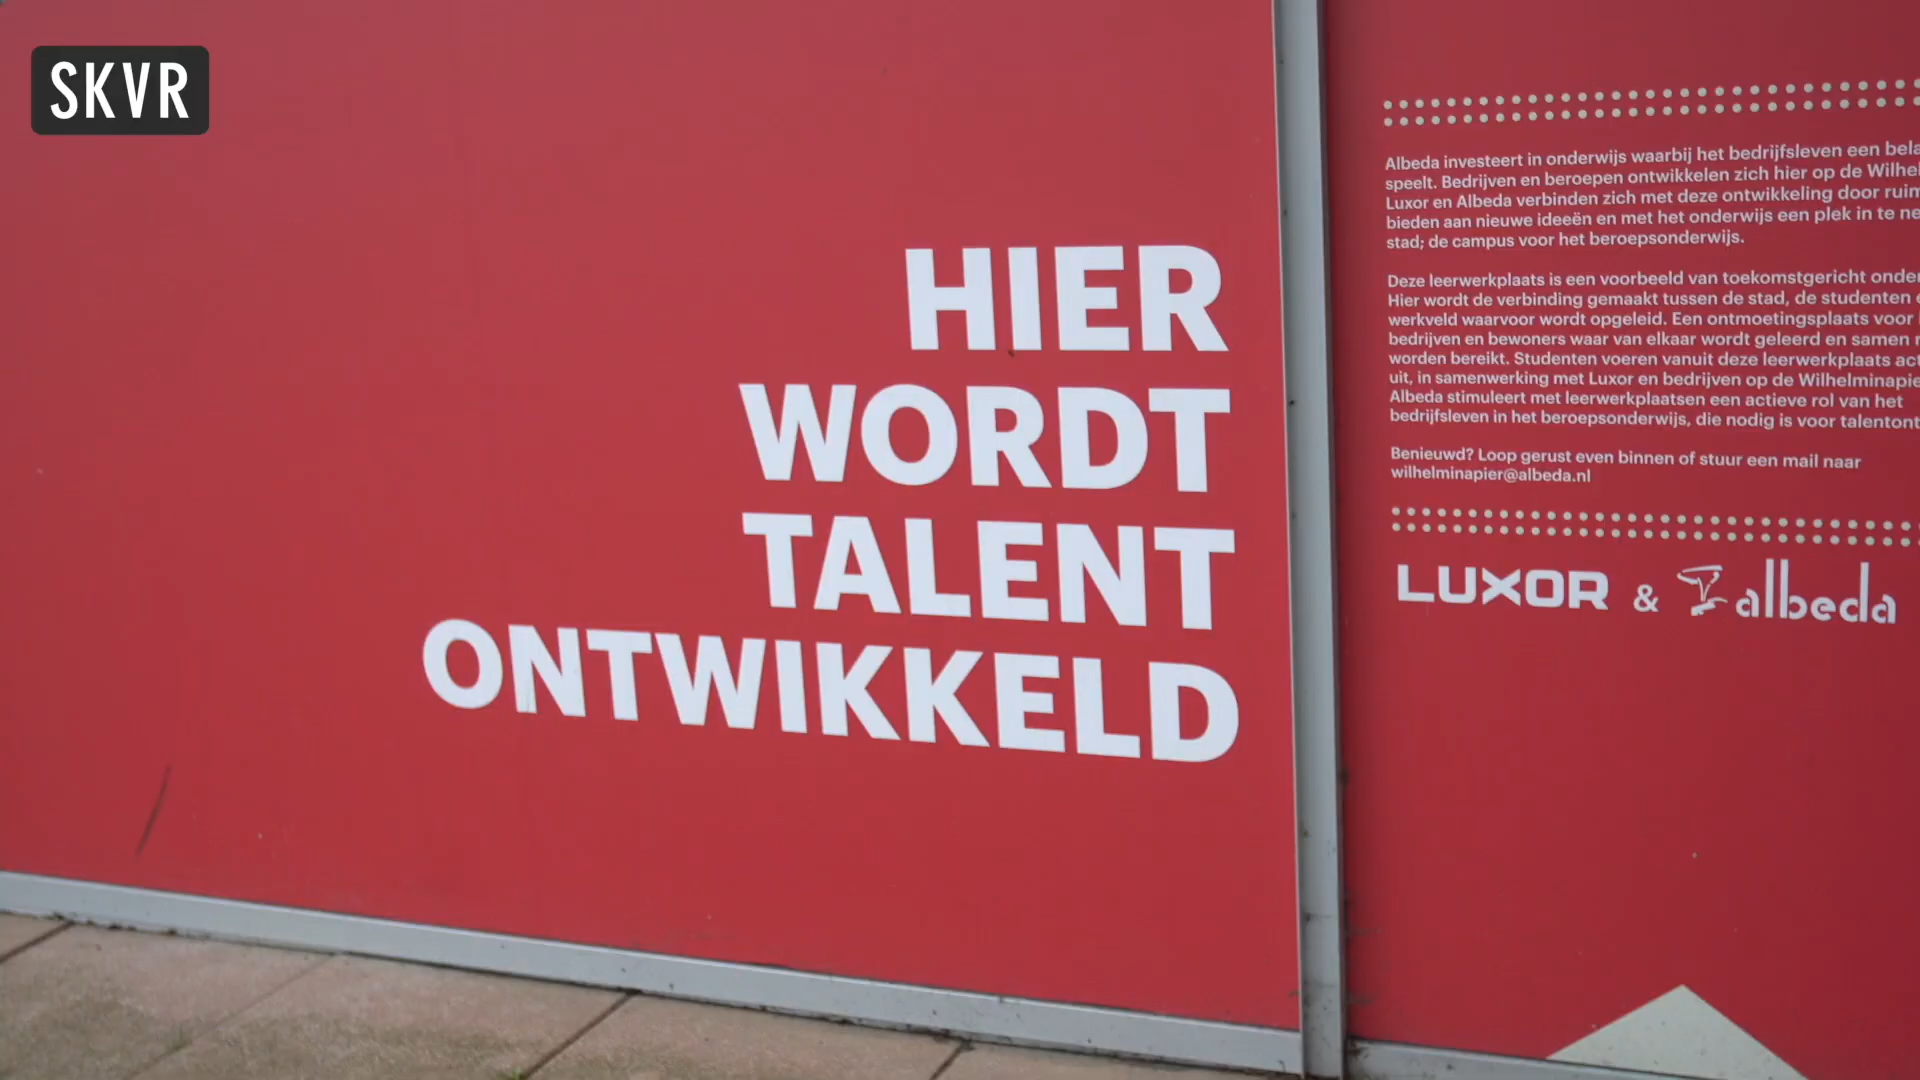 SKVR
HIER
WORDT
TALENT
ONTWIKKELD
Albeda investeert in onderwijs waarbij het bedrijfsleven een
speelt. Bedrijven en beroepen ontwikkelen zich hier op de
Luxor en Albeda verbinden zich met deze ontwikkeling door
bieden aan nieuwe ideeën en met het onderwijs een plek in te
stad; de campus voor het beroepsonderwijs.
Deze leerwerkplaats is een voorbeeld van toekomstgericht
Hier wordt de verbinding gemaakt tussen de stad, de studenten
werkveld waarvoor wordt opgeleid. Een ontmoetingsplaats voor
bedrijven en bewoners waar van elkaar wordt geleerd en samen
worden bereikt. Studenten voeren vanuit deze leerwerkplaats
uit, in samenwerking met Luxor en bedrijven op de
Albeda stimuleert met leerwerkplaatsen een actieve rol van het
bedrijfsleven in het beroepsonderwijs, die nodig is voor
Benieuwd? Loop gerust even binnen of stuur een mail naar
wilhelminapier@albeda.nl
LUXOR & albeda